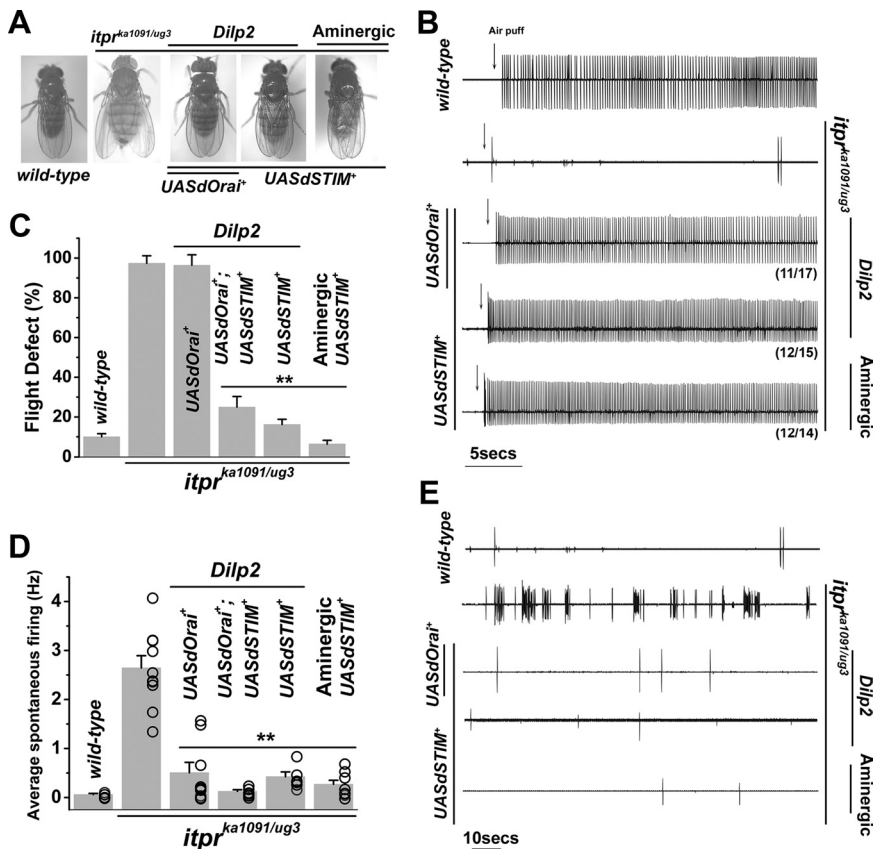 A
itpr^ka1091/ug3
Dilp2
Aminergic
wild-type
UASdOrai+
UASdSTIM+
B
Air puff
wild-type
itpr^ka1091/ug3
UASdOrai+
UASdSTIM+
(11/17)
(12/15)
(12/14)
Dilp2
Aminergic
5secs
C
Dilp2
Flight Defect (%)
100
80
60
40
20
0
wild-type
UASdOrai+
UASdOrai+;
UASdSTIM+
UASdSTIM+
Aminergic
UASdSTIM+
**
itpr^ka1091/ug3
D
Dilp2
Average spontaneous firing (Hz)
4
3
2
1
0
wild-type
UASdOrai+
UASdOrai+;
UASdSTIM+
UASdSTIM+
Aminergic
UASdSTIM+
**
itpr^ka1091/ug3
E
wild-type
itpr^ka1091/ug3
UASdOrai+
UASdSTIM+
Dilp2
Aminergic
10secs